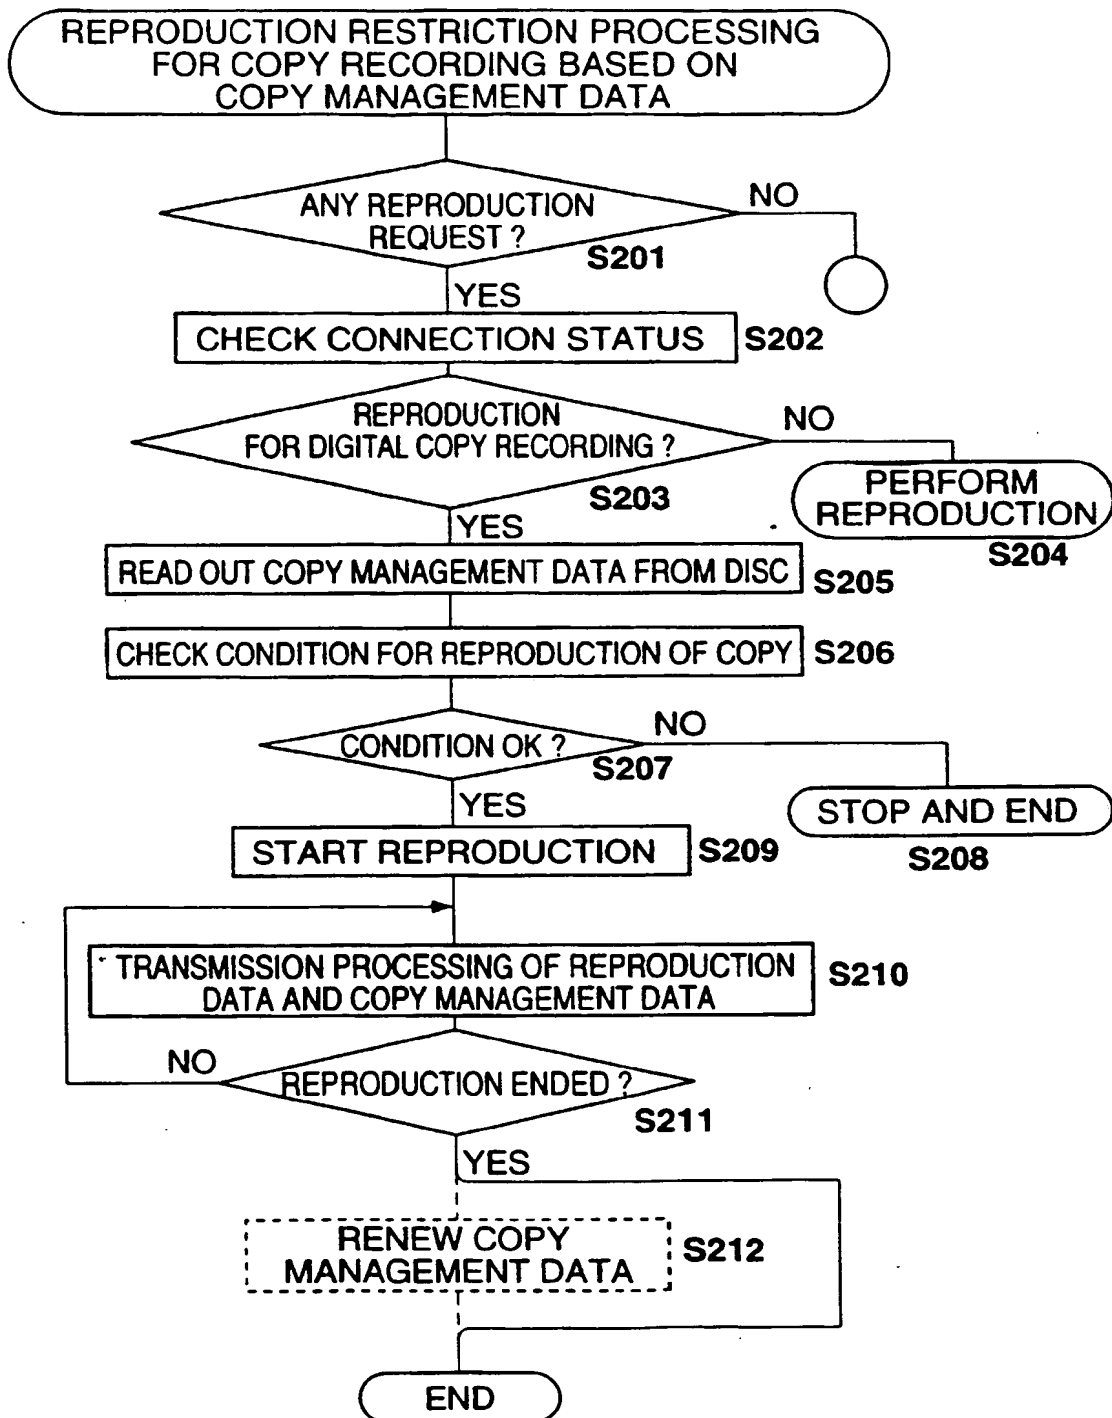 REPRODUCTION RESTRICTION PROCESSING
FOR COPY RECORDING BASED ON
COPY MANAGEMENT DATA
ANY REPRODUCTION
REQUEST ?
S201
NO
YES
CHECK CONNECTION STATUS
S202
REPRODUCTION
FOR DIGITAL COPY RECORDING ?
S203
NO
PERFORM
REPRODUCTION
S204
YES
READ OUT COPY MANAGEMENT DATA FROM DISC
S205
CHECK CONDITION FOR REPRODUCTION OF COPY
S206
CONDITION OK ?
S207
NO
STOP AND END
S208
YES
START REPRODUCTION
S209
TRANSMISSION PROCESSING OF REPRODUCTION
DATA AND COPY MANAGEMENT DATA
S210
NO
REPRODUCTION ENDED ?
S211
YES
RENEW COPY
MANAGEMENT DATA
S212
END